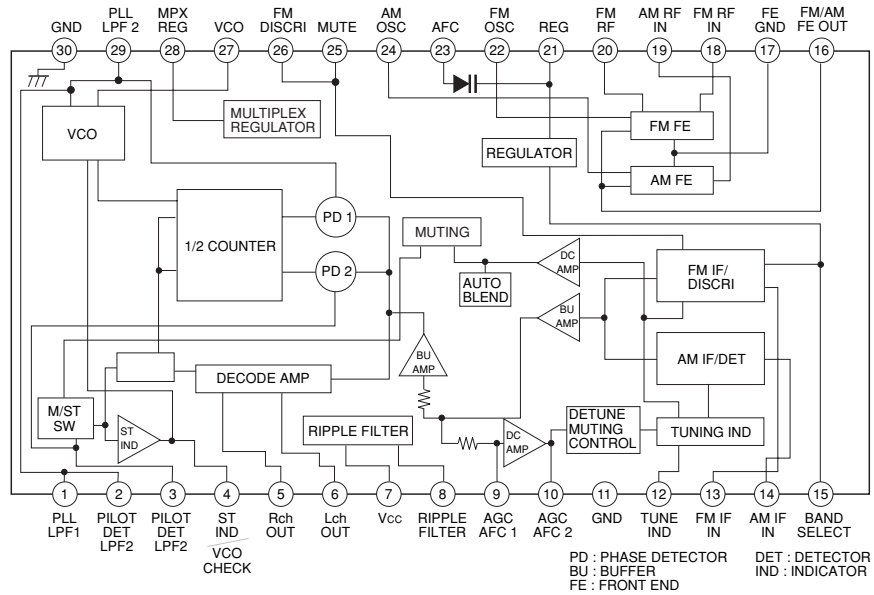 GND
PLL
LPF 2
MPX
REG
VCO
FM
DISCRI
MUTE
AM
OSC
AFC
FM
OSC
REG
FM
RF
AM RF
IN
FM RF
IN
FE
GND
FM/AM
FE OUT
30
29
28
27
26
25
24
23
22
21
20
19
18
17
16
VCO
MULTIPLEX
REGULATOR
REGULATOR
FM FE
AM FE
1/2 COUNTER
PD 1
PD 2
MUTING
AUTO
BLEND
DC
AMP
BU
AMP
FM IF/
DISCRI
AM IF/DET
BU
AMP
DECODE AMP
M/ST
SW
ST
IND
RIPPLE FILTER
DC
AMP
DETUNE
MUTING
CONTROL
TUNING IND
1
2
3
4
5
6
7
8
9
10
11
12
13
14
15
PLL
LPF1
PILOT
DET
LPF2
PILOT
DET
LPF2
ST
IND
VCO
CHECK
Rch
OUT
Lch
OUT
Vcc
RIPPLE
FILTER
AGC
AFC 1
AGC
AFC 2
GND
TUNE
IND
FM IF
IN
AM IF
IN
BAND
SELECT
PD : PHASE DETECTOR
BU : BUFFER
FE : FRONT END
DET : DETECTOR
IND : INDICATOR